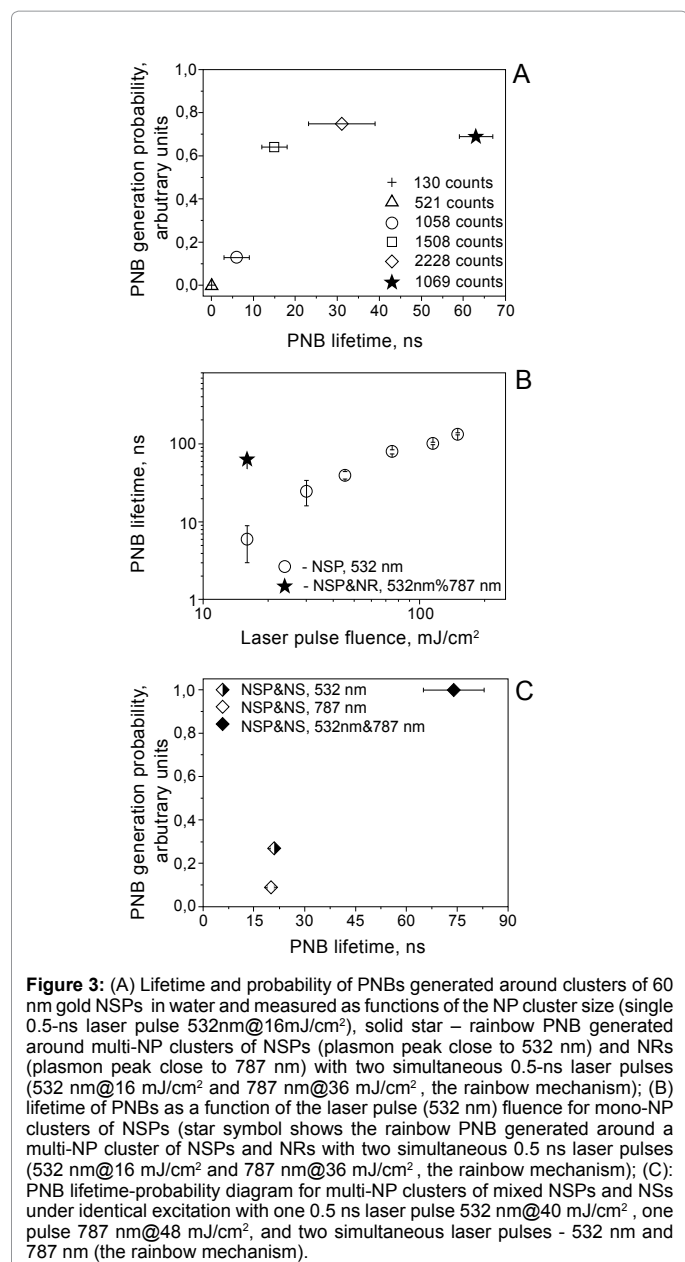 A
PNB generation probability,
arbutrary units
1,0
0,8
0,6
0,4
0,2
0,0
130 counts
521 counts
1058 counts
1508 counts
2228 counts
1069 counts
0 10 20 30 40 50 60 70
PNB lifetime, ns
B
PNB lifetime, ns
100
10
1
- NSP, 532 nm
- NSP&NR, 532nm%787 nm
10 100
Laser pulse fluence, mJ/cm²
C
PNB generation probability,
arbutrary units
1,0
0,8
0,6
0,4
0,2
0,0
NSP&NS, 532 nm
NSP&NS, 787 nm
NSP&NS, 532nm&787 nm
0 15 30 45 60 75 90
PNB lifetime, ns
Figure 3: (A) Lifetime and probability of PNBs generated around clusters of 60
nm gold NSPs in water and measured as functions of the NP cluster size (single
0.5-ns laser pulse 532nm@16mJ/cm²), solid star – rainbow PNB generated
around multi-NP clusters of NSPs (plasmon peak close to 532 nm) and NRs
(plasmon peak close to 787 nm) with two simultaneous 0.5-ns laser pulses
(532 nm@16 mJ/cm² and 787 nm@36 mJ/cm² , the rainbow mechanism); (B)
lifetime of PNBs as a function of the laser pulse (532 nm) fluence for mono-NP
clusters of NSPs (star symbol shows the rainbow PNB generated around a
multi-NP cluster of NSPs and NRs with two simultaneous 0.5 ns laser pulses
(532 nm@16 mJ/cm² and 787 nm@36 mJ/cm² , the rainbow mechanism); (C):
PNB lifetime-probability diagram for multi-NP clusters of mixed NSPs and NSs
under identical excitation with one 0.5 ns laser pulse 532 nm@40 mJ/cm² , one
pulse 787 nm@48 mJ/cm², and two simultaneous laser pulses - 532 nm and
787 nm (the rainbow mechanism).